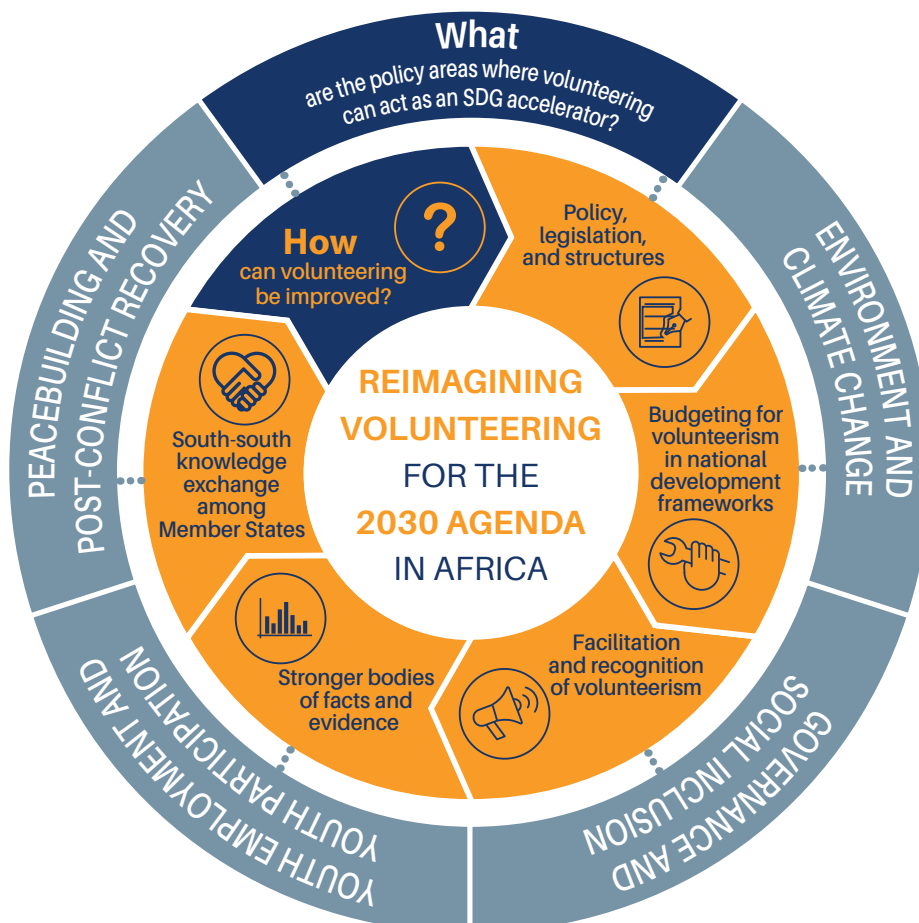 What
are the policy areas where volunteering
can act as an SDG accelerator?
ENVIRONMENT AND
CLIMATE CHANGE
GOVERNANCE AND
SOCIAL INCLUSION
YOUTH EMPLOYMENT AND
YOUTH PARTICIPATION
PEACEBUILDING AND
POST-CONFLICT RECOVERY
How
can volunteering
be improved?
?
Policy,
legislation,
and structures
Budgeting for
volunteerism
in national
development
frameworks
Facilitation
and recognition
of volunteerism
Stronger bodies
of facts and
evidence
South-south
knowledge
exchange
among
Member States
REIMAGINING
VOLUNTEERING
FOR THE
2030 AGENDA
IN AFRICA